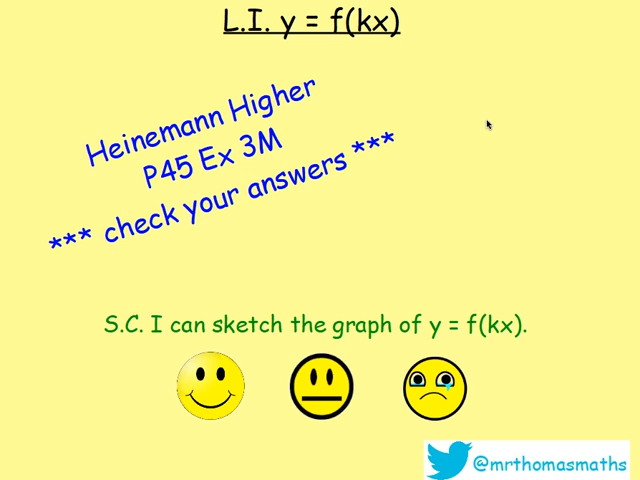 L.I. y = f(kx)
Heinemann Higher
P45 Ex 3M
*** check your answers ***
S.C. I can sketch the graph of y = f(kx).
@mrthomasmaths